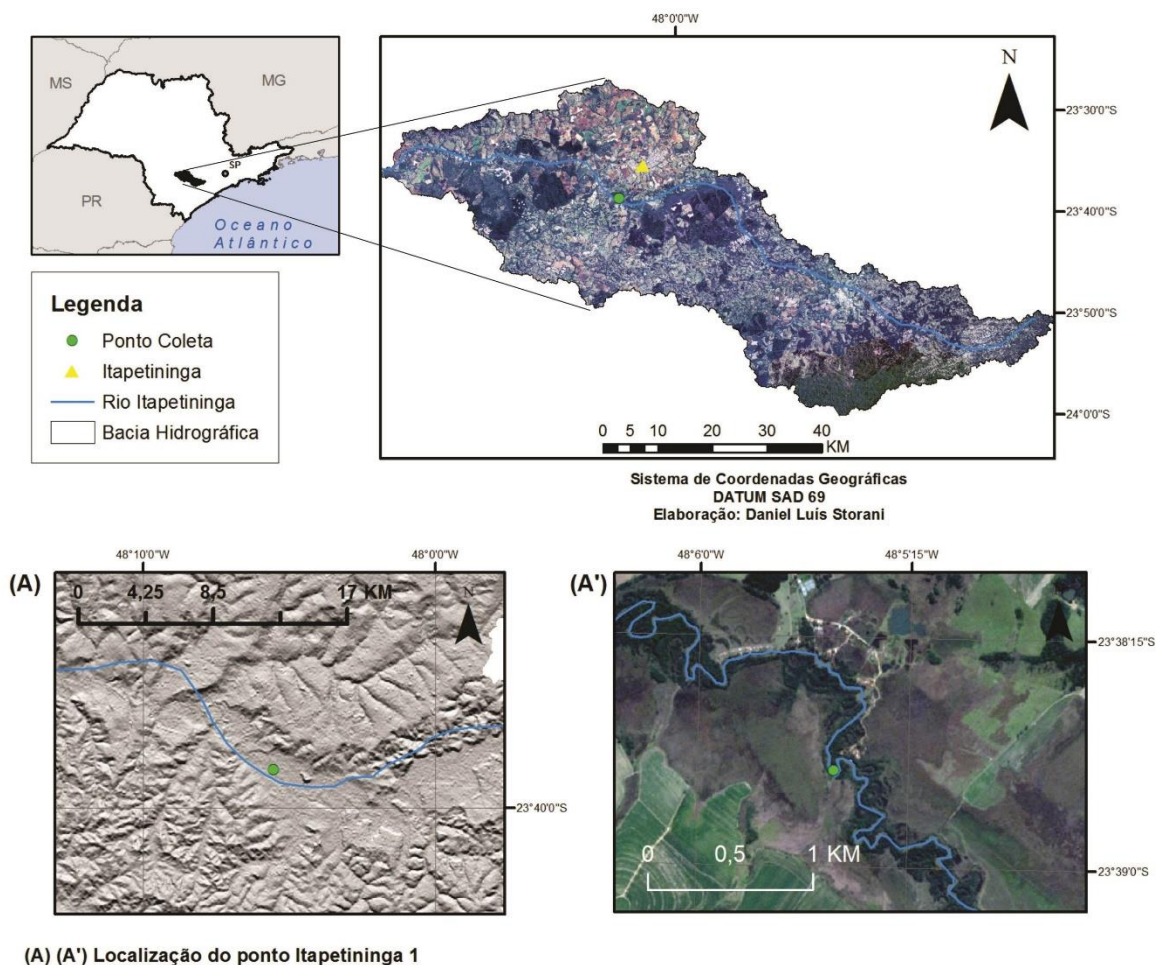 MS
MG
SP
PR
Oceano
Atlântico
48°0'0"W
N
23°30'0"S
23°40'0"S
23°50'0"S
24°0'0"S
0 5 10 20 30 40
KM
Legenda
Ponto Coleta
Itapetininga
Rio Itapetininga
Bacia Hidrográfica
Sistema de Coordenadas Geográficas
DATUM SAD 69
Elaboração: Daniel Luís Storani
(A)
48°10'0"W 48°0'0"W
0 4,25 8,5 17 KM
N
23°40'0"S
(A')
48°6'0"W 48°5'15"W
N
23°38'15"S
0 0,5 1 KM
23°39'0"S
(A) (A') Localização do ponto Itapetininga 1